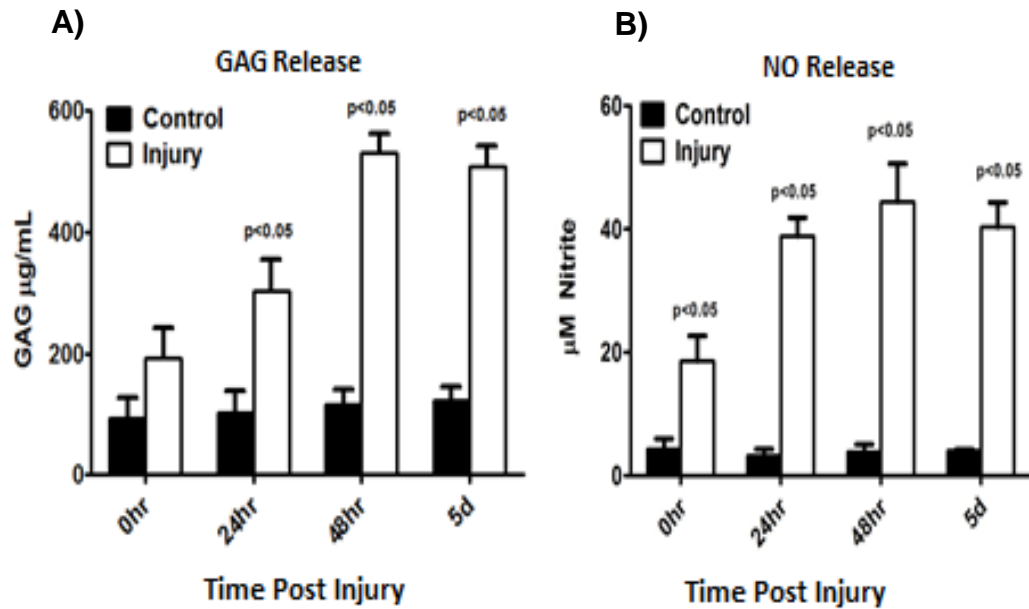 A)
GAG Release
600
400
200
0
GAG µg/mL
Control
Injury
p<0.05
p<0.05
p<0.05
0hr
24hr
48hr
5d
Time Post Injury
B)
NO Release
60
40
20
0
µM Nitrite
Control
Injury
p<0.05
p<0.05
p<0.05
p<0.05
0hr
24hr
48hr
5d
Time Post Injury